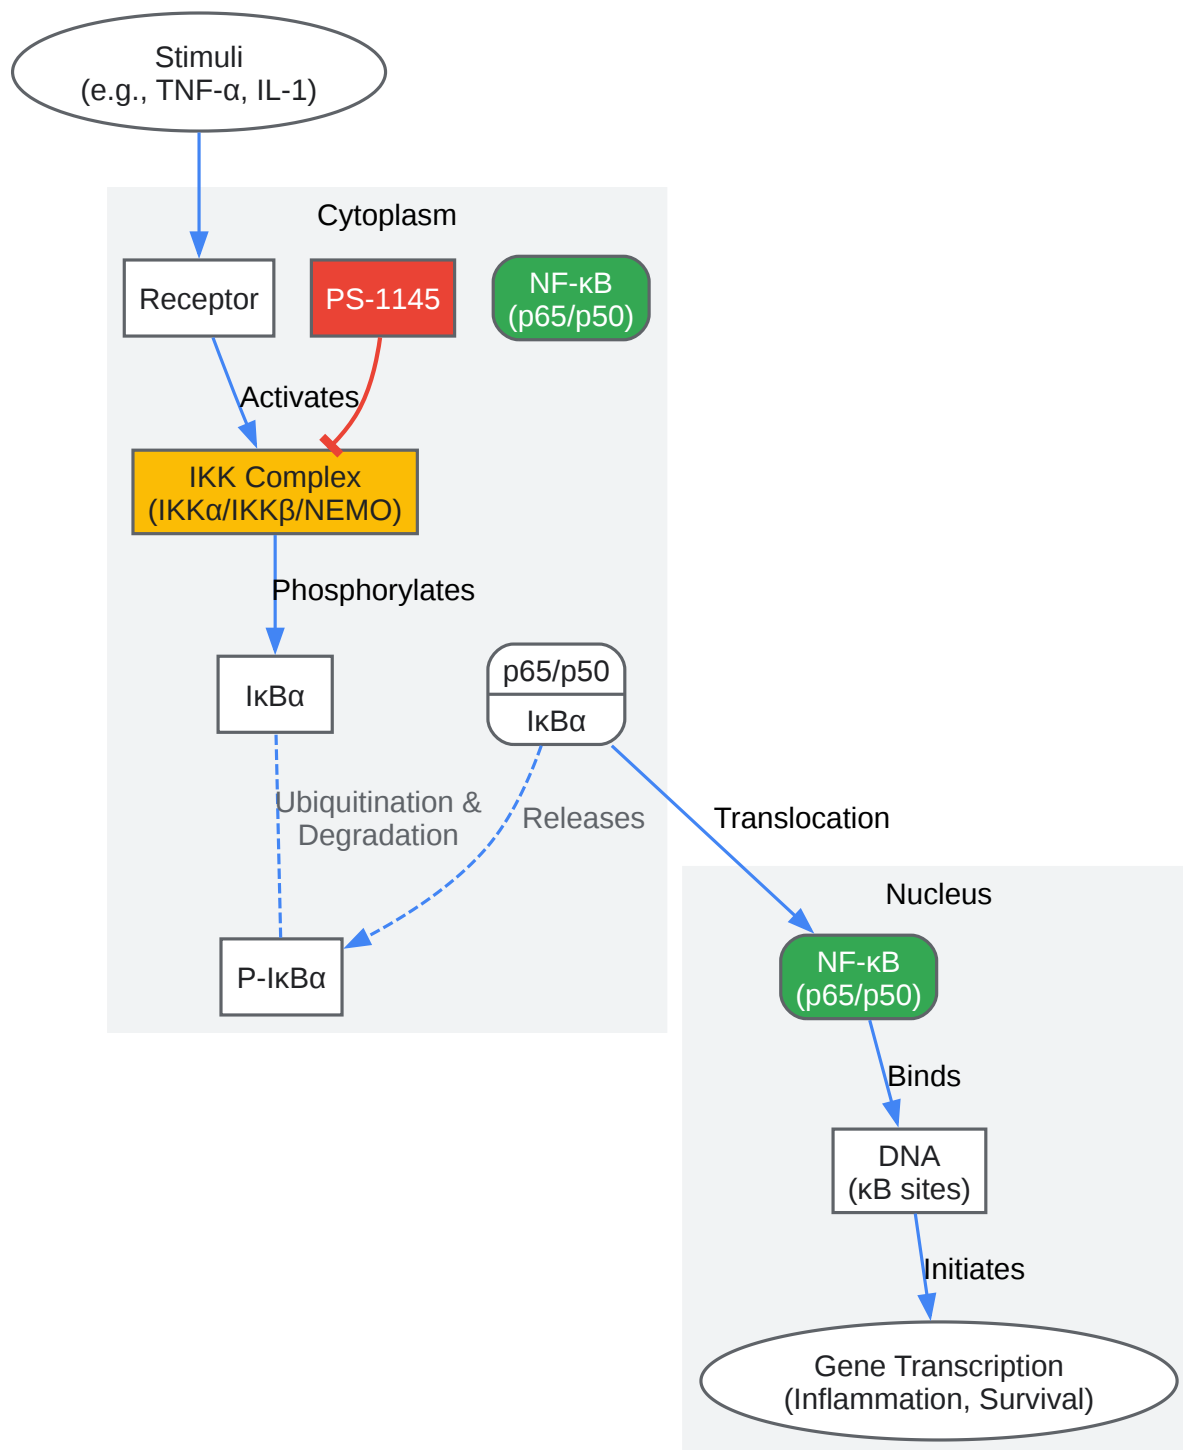 Stimuli
(e.g., TNF-α, IL-1)
Cytoplasm
Receptor
PS-1145
NF-κB
(p65/p50)
Activates
IKK Complex
(IKKα/IKKβ/NEMO)
Phosphorylates
IκBα
p65/p50
IκBα
Ubiquitination &
Degradation
Releases
Translocation
Nucleus
P-IκBα
NF-κB
(p65/p50)
Binds
DNA
(κB sites)
Initiates
Gene Transcription
(Inflammation, Survival)